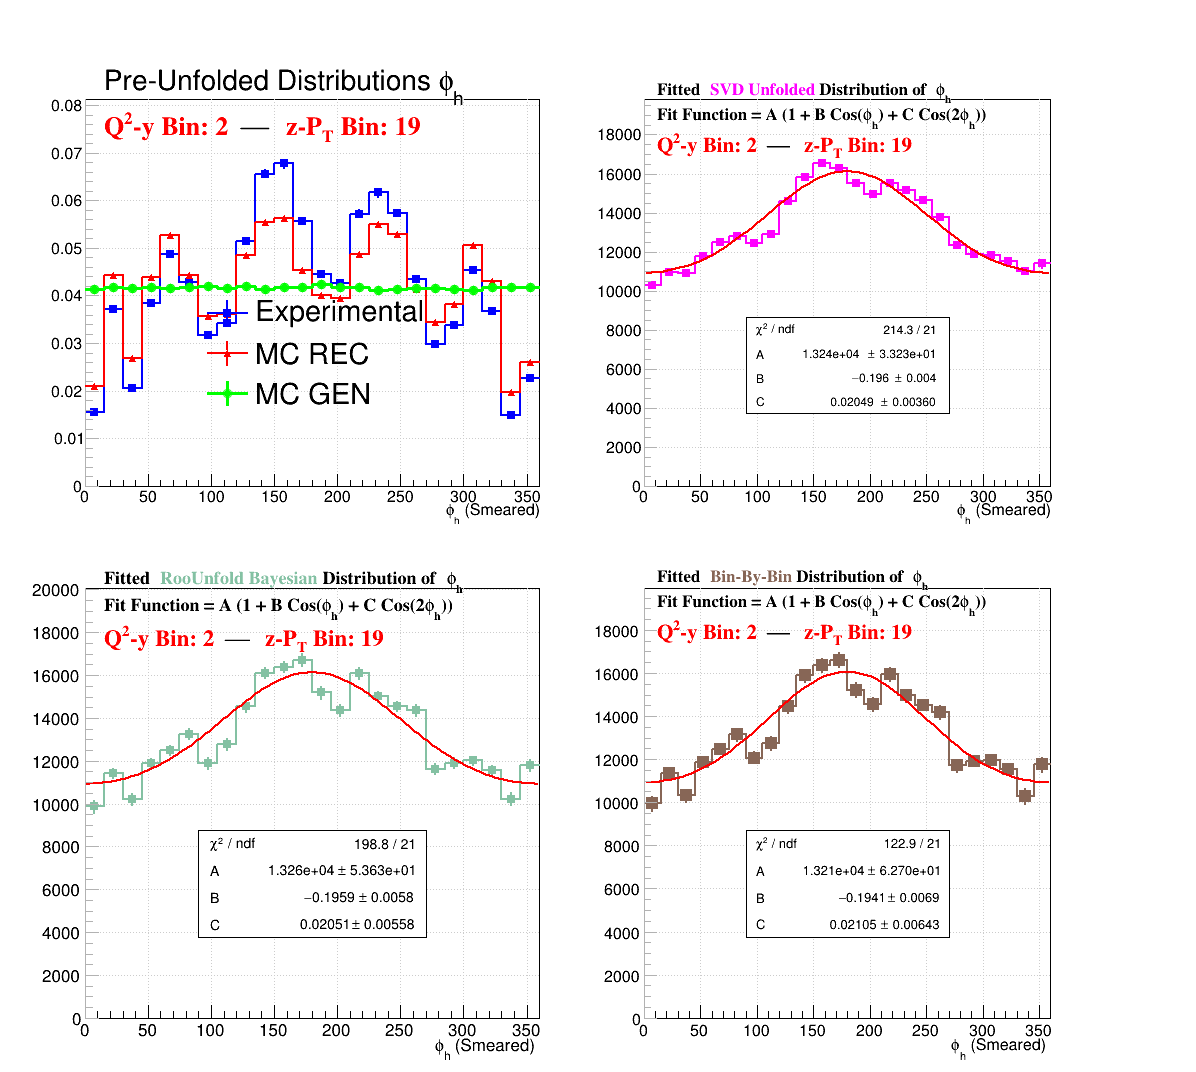 Pre-Unfolded Distributions ϕh
Q²-y Bin: 2 — z-PT Bin: 19
0.08
0.07
0.06
0.05
0.04
0.03
0.02
0.01
0
Experimental
MC REC
MC GEN
0 50 100 150 200 250 300 350
ϕh (Smeared)
Fitted SVD Unfolded Distribution of ϕh
Fit Function = A (1 + B Cos(ϕh) + C Cos(2ϕh))
Q²-y Bin: 2 — z-PT Bin: 19
18000
16000
14000
12000
10000
8000
6000
4000
2000
0
χ² / ndf 214.3 / 21
A 1.324e+04 ± 3.323e+01
B −0.196 ± 0.004
C 0.02049 ± 0.00360
0 50 100 150 200 250 300 350
ϕh (Smeared)
Fitted RooUnfold Bayesian Distribution of ϕh
Fit Function = A (1 + B Cos(ϕh) + C Cos(2ϕh))
Q²-y Bin: 2 — z-PT Bin: 19
20000
18000
16000
14000
12000
10000
8000
6000
4000
2000
0
χ² / ndf 198.8 / 21
A 1.326e+04 ± 5.363e+01
B −0.1959 ± 0.0058
C 0.02051 ± 0.00558
0 50 100 150 200 250 300 350
ϕh (Smeared)
Fitted Bin-By-Bin Distribution of ϕh
Fit Function = A (1 + B Cos(ϕh) + C Cos(2ϕh))
Q²-y Bin: 2 — z-PT Bin: 19
18000
16000
14000
12000
10000
8000
6000
4000
2000
0
χ² / ndf 122.9 / 21
A 1.321e+04 ± 6.270e+01
B −0.1941 ± 0.0069
C 0.02105 ± 0.00643
0 50 100 150 200 250 300 350
ϕh (Smeared)